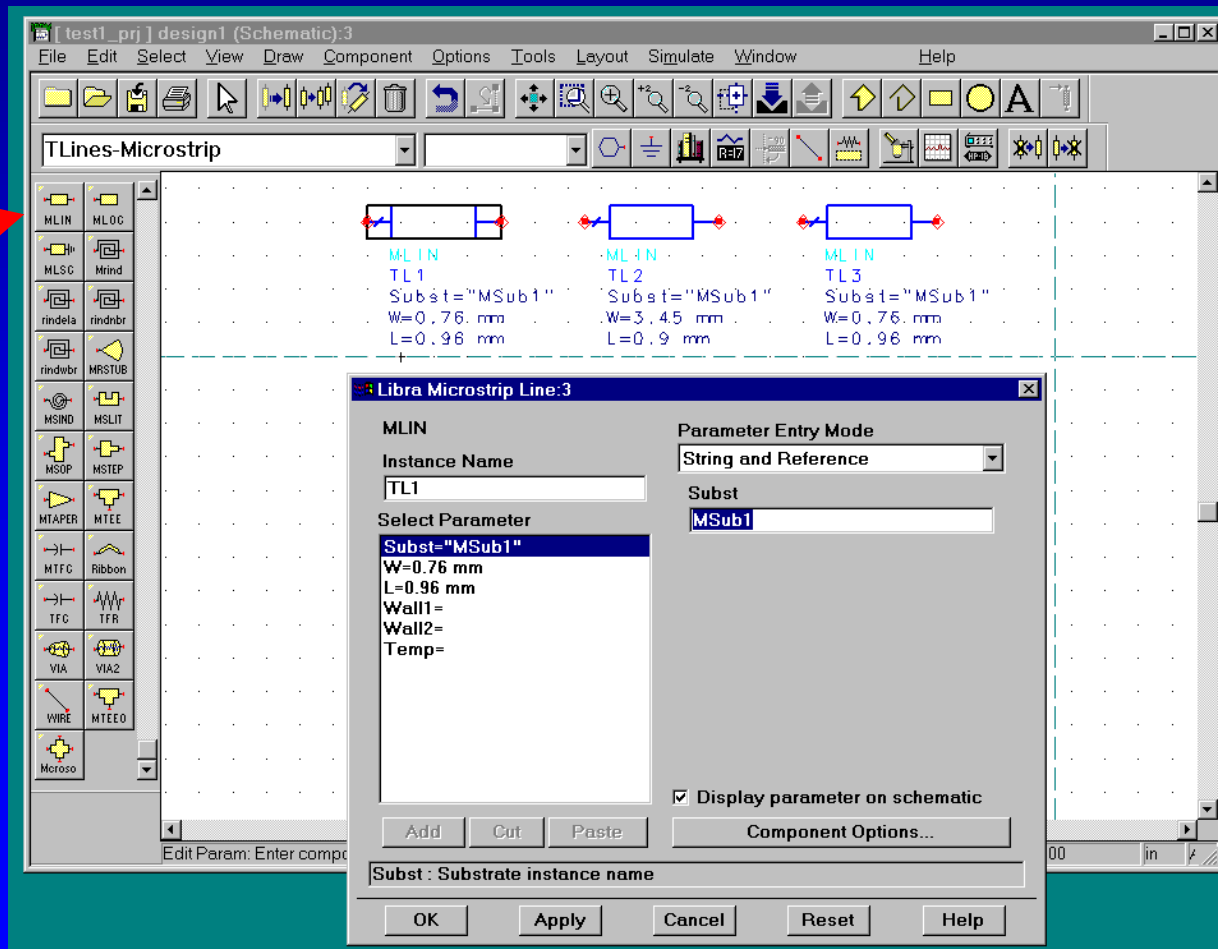 [ test1_prj ] design1 (Schematic):3
File Edit Select View Draw Component Options Tools Layout Simulate Window Help
+2 -2 A
TLines-Microstrip
MLIN MLOC
MLSC Mrind
rindela rindnbr
rindwbr MRSTUB
MSIND MSLIT
MSOP MSTEP
MTAPER MTEE
MTFC Ribbon
TFC TFR
VIA VIA2
WIRE MTEEO
Mcroso
MLIN
TL1
Subst="MSub1"
W=0.76 mm
L=0.96 mm
MLIN
TL2
Subst="MSub1"
W=3.45 mm
L=0.9 mm
MLIN
TL3
Subst="MSub1"
W=0.76 mm
L=0.96 mm
Libra Microstrip Line:3
MLIN
Instance Name
TL1
Select Parameter
Subst="MSub1"
W=0.76 mm
L=0.96 mm
Wall1=
Wall2=
Temp=
Add Cut Paste
Parameter Entry Mode
String and Reference
Subst
MSub1
Display parameter on schematic
Component Options...
Subst : Substrate instance name
OK Apply Cancel Reset Help
Edit Param: Enter compo
00 in